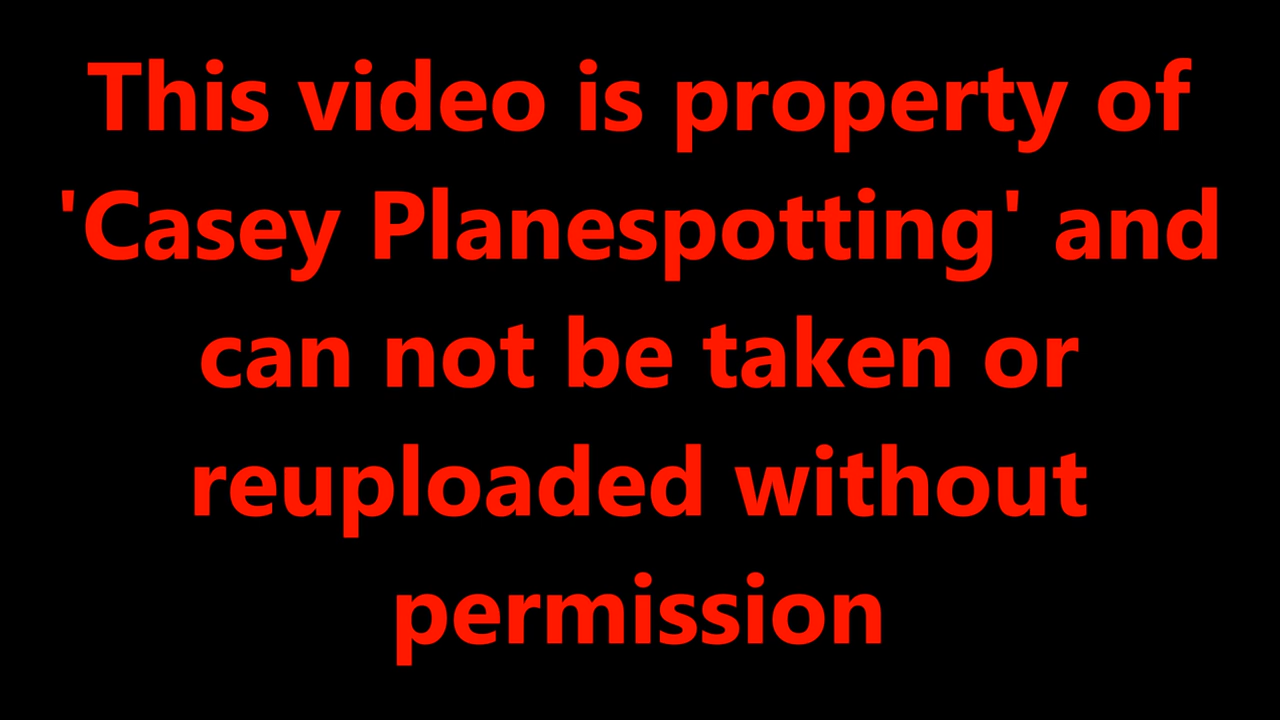 This video is property of
'Casey Planespotting' and
can not be taken or
reuploaded without
permission